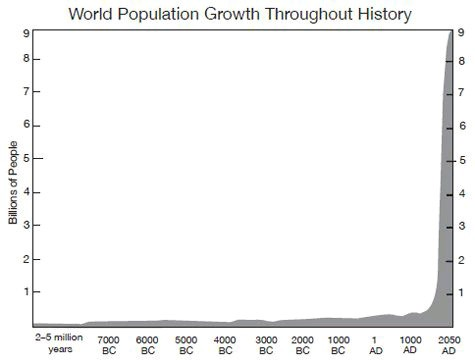 World Population Growth Throughout History
9
8
7
6
5
4
3
2
1
Billions of People
9
8
7
6
5
4
3
2
1
2–5 million
years
7000
BC
6000
BC
5000
BC
4000
BC
3000
BC
2000
BC
1000
BC
1
AD
1000
AD
2050
AD